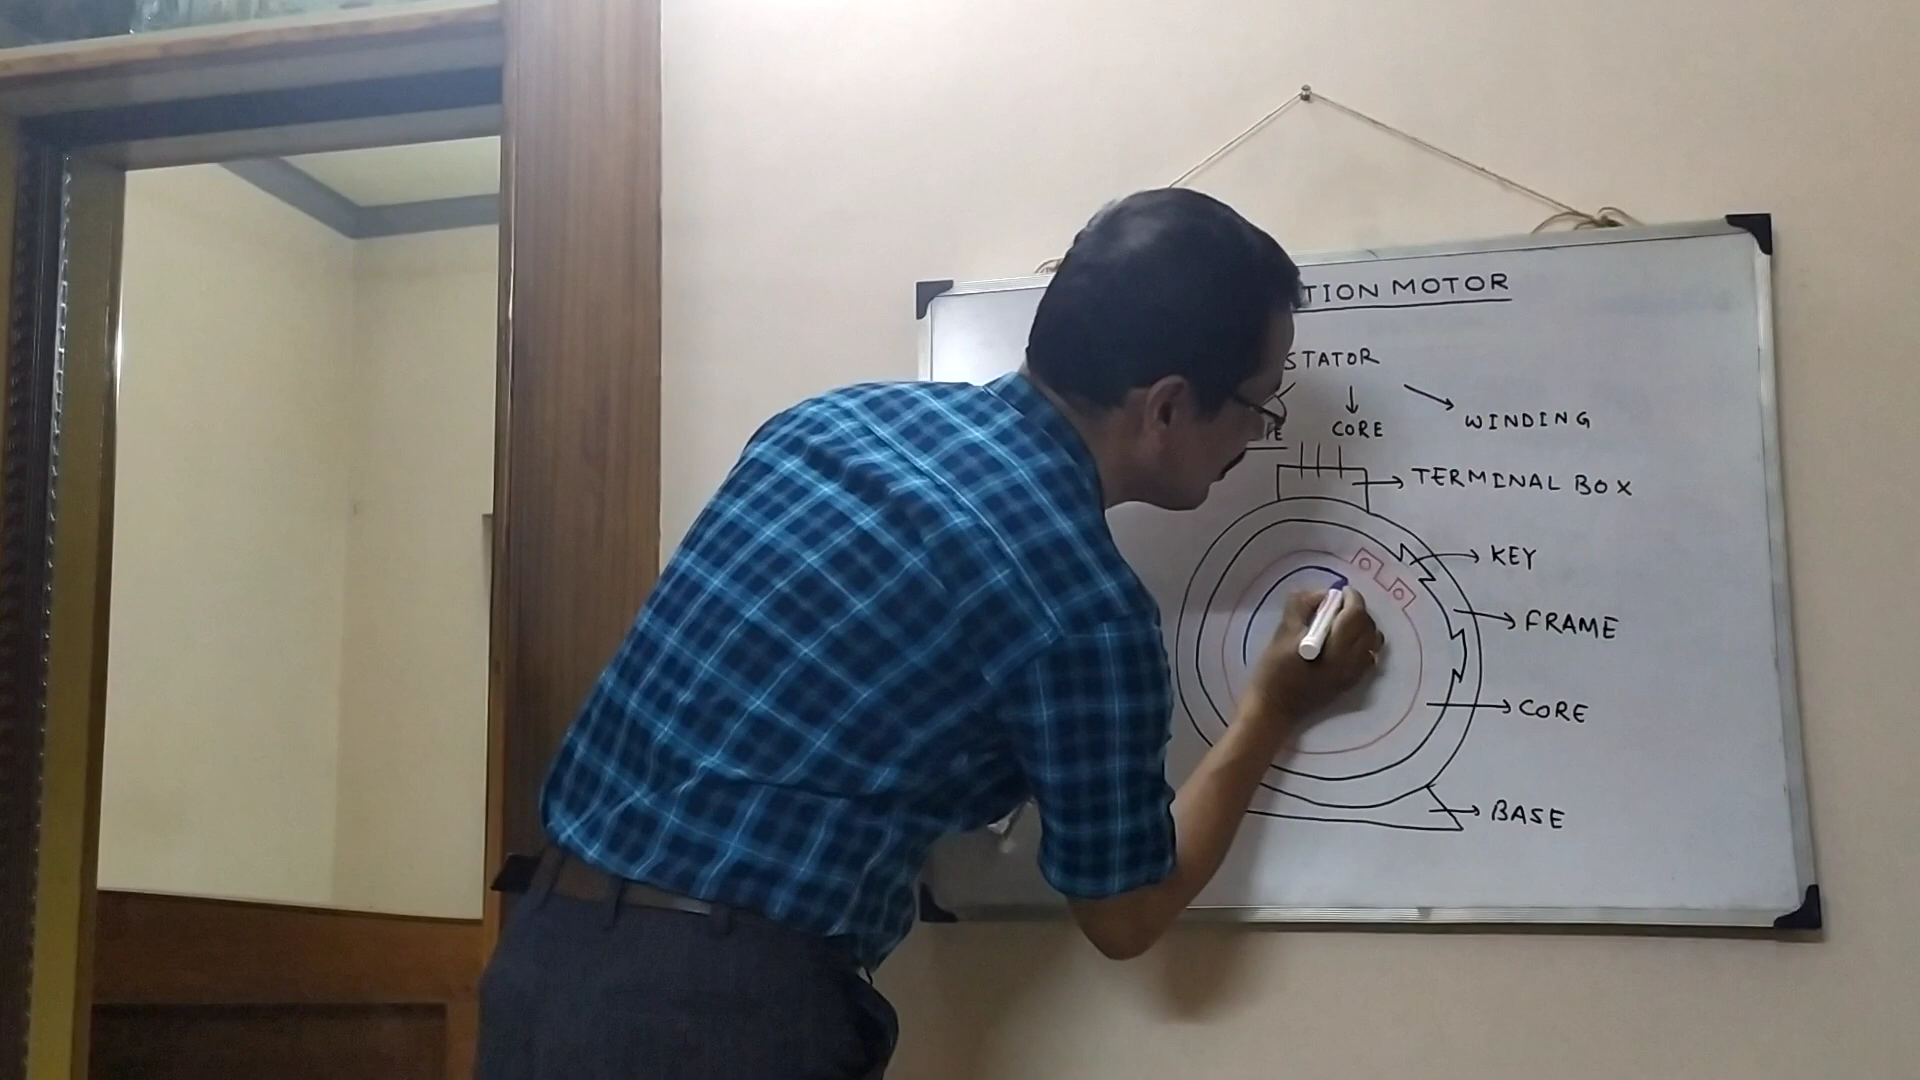 TION MOTOR
STATOR
CORE
WINDING
TERMINAL BOX
KEY
FRAME
CORE
BASE